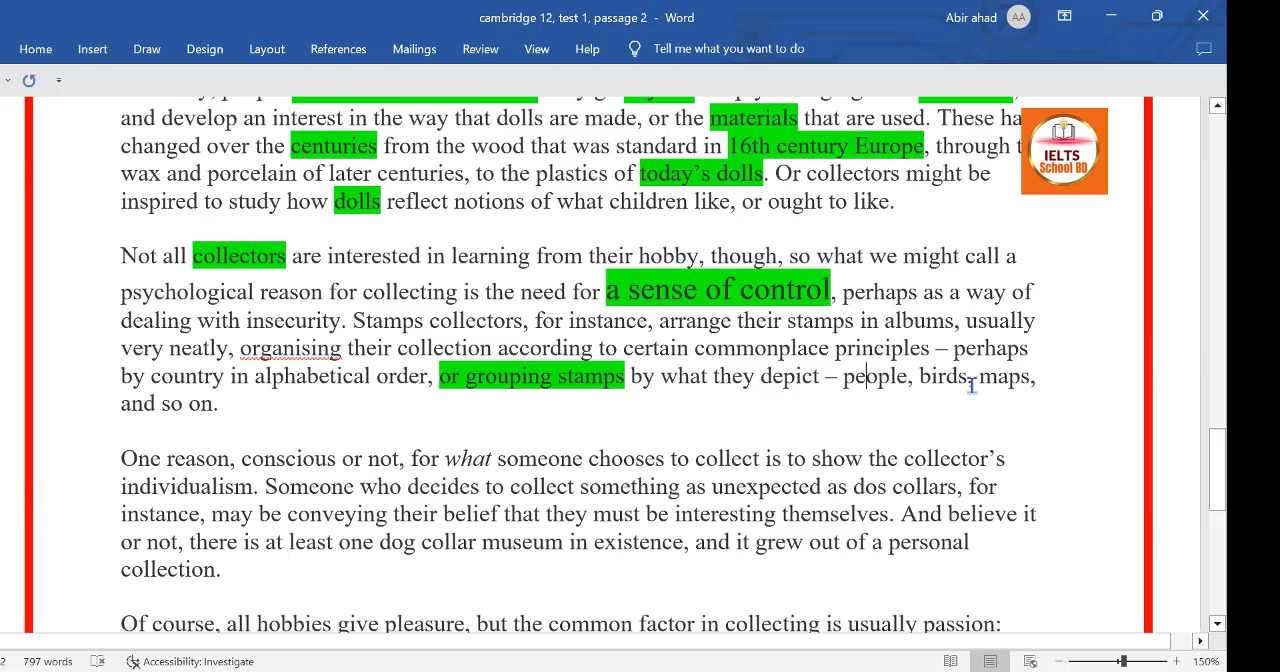 cambridge 12, test 1, passage 2 - Word
Abir ahad AA
Home Insert Draw Design Layout References Mailings Review View Help Tell me what you want to do
and develop an interest in the way that dolls are made, or the materials that are used. These ha
changed over the centuries from the wood that was standard in 16th century Europe, through t
wax and porcelain of later centuries, to the plastics of today's dolls. Or collectors might be
inspired to study how dolls reflect notions of what children like, or ought to like.
IELTS
School BD
Not all collectors are interested in learning from their hobby, though, so what we might call a
psychological reason for collecting is the need for a sense of control, perhaps as a way of
dealing with insecurity. Stamps collectors, for instance, arrange their stamps in albums, usually
very neatly, organising their collection according to certain commonplace principles – perhaps
by country in alphabetical order, or grouping stamps by what they depict – people, birds, maps,
and so on.
One reason, conscious or not, for what someone chooses to collect is to show the collector's
individualism. Someone who decides to collect something as unexpected as dos collars, for
instance, may be conveying their belief that they must be interesting themselves. And believe it
or not, there is at least one dog collar museum in existence, and it grew out of a personal
collection.
Of course, all hobbies give pleasure, but the common factor in collecting is usually passion:
2 797 words Accessibility: Investigate 150%